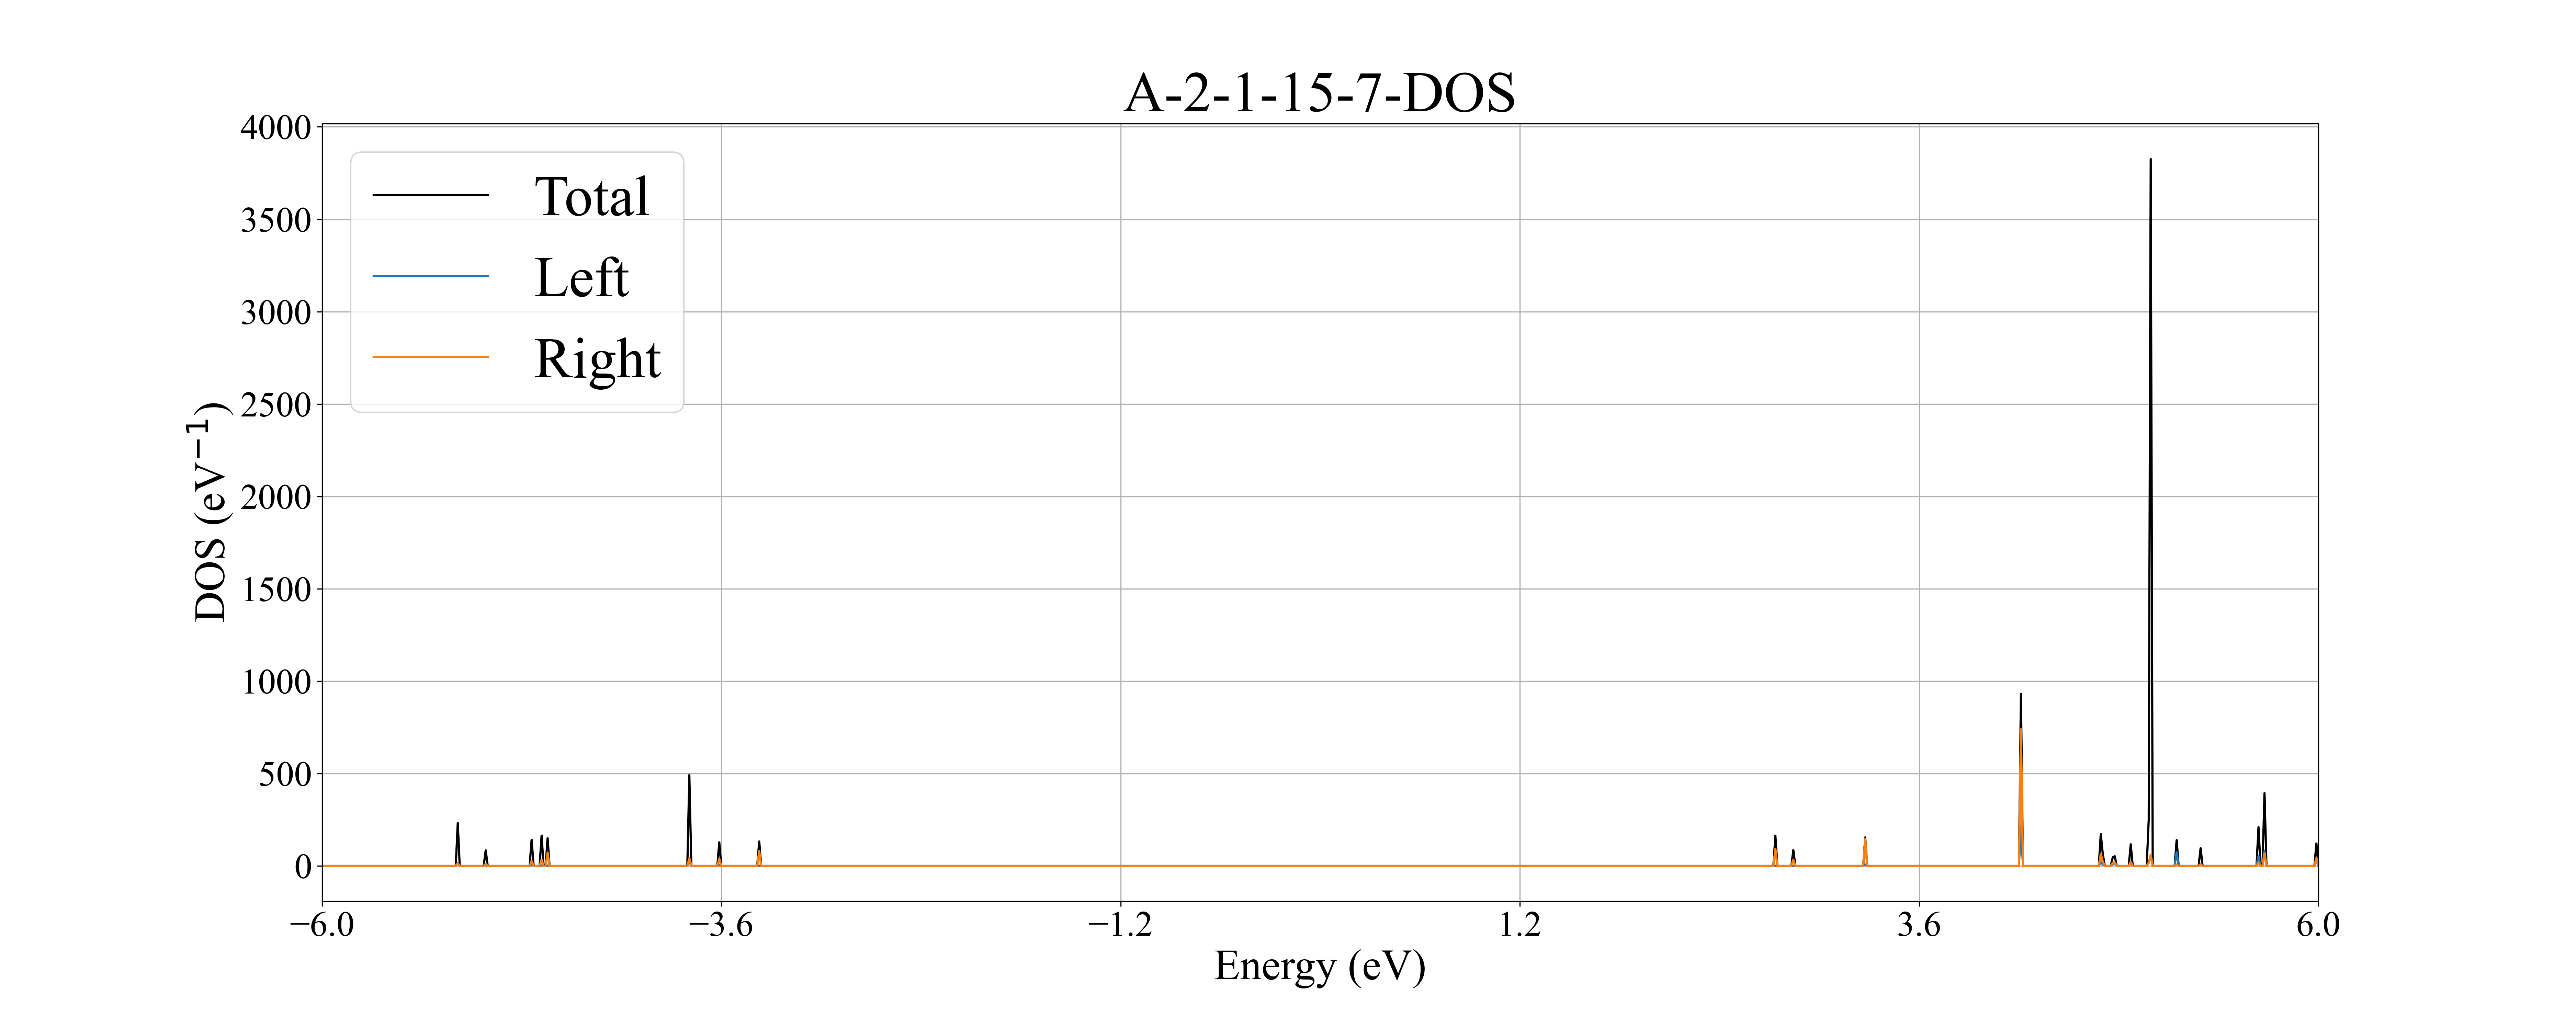 A-2-1-15-7-DOS
4000
3500
3000
2500
2000
1500
1000
500
0
DOS (eV⁻¹)
Total
Left
Right
−6.0
−3.6
−1.2
1.2
3.6
6.0
Energy (eV)